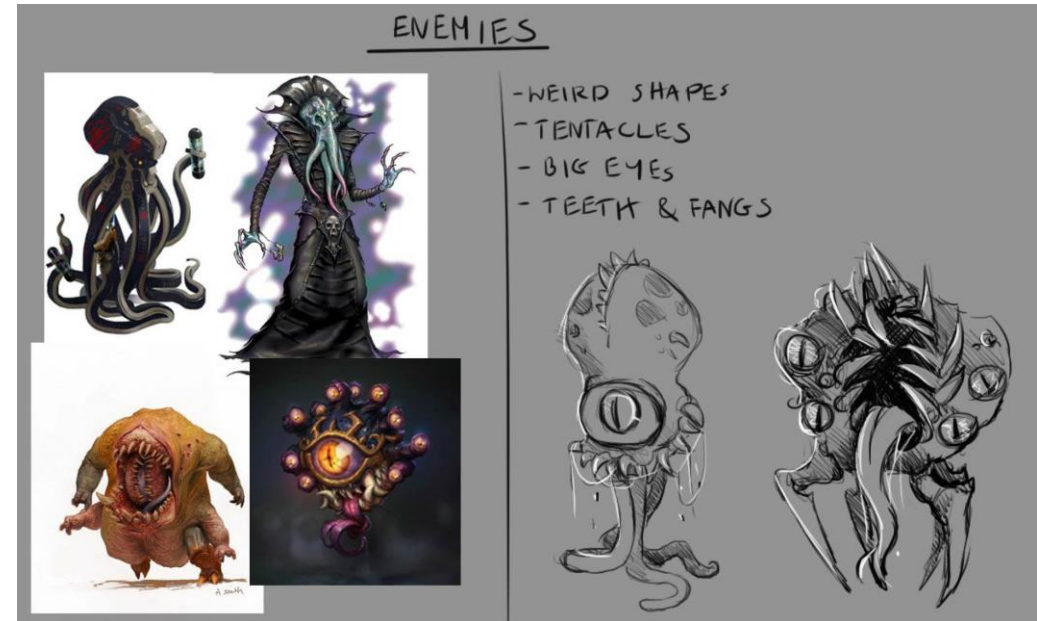 ENEMIES
-WEIRD SHAPES
-TENTACLES
- BIG EYES
- TEETH & FANGS